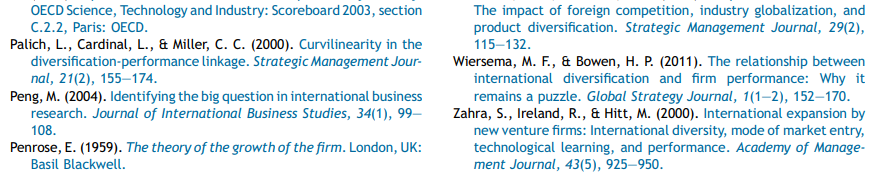 OECD Science, Technology and Industry: Scoreboard 2003, section
C.2.2, Paris: OECD.
Palich, L., Cardinal, L., & Miller, C. C. (2000). Curvilinearity in the
diversification-performance linkage. Strategic Management Jour-
nal, 21(2), 155—174.
Peng, M. (2004). Identifying the big question in international business
research. Journal of International Business Studies, 34(1), 99—
108.
Penrose, E. (1959). The theory of the growth of the firm. London, UK:
Basil Blackwell.
The impact of foreign competition, industry globalization, and
product diversification. Strategic Management Journal, 29(2),
115—132.
Wiersema, M. F., & Bowen, H. P. (2011). The relationship between
international diversification and firm performance: Why it
remains a puzzle. Global Strategy Journal, 1(1—2), 152—170.
Zahra, S., Ireland, R., & Hitt, M. (2000). International expansion by
new venture firms: International diversity, mode of market entry,
technological learning, and performance. Academy of Manage-
ment Journal, 43(5), 925—950.